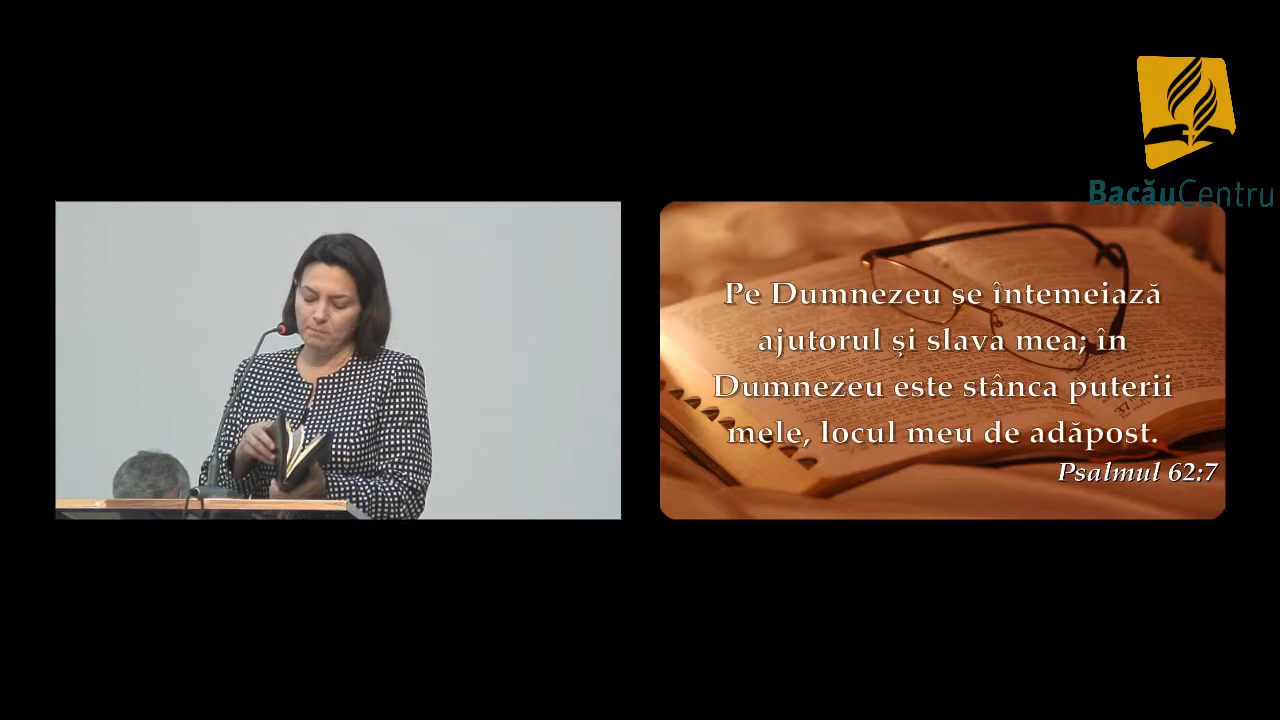 BacăuCentru
Pe Dumnezeu se întemeiază
ajutorul şi slava mea; în
Dumnezeu este stânca puterii
mele, locul meu de adăpost.
Psalmul 62:7